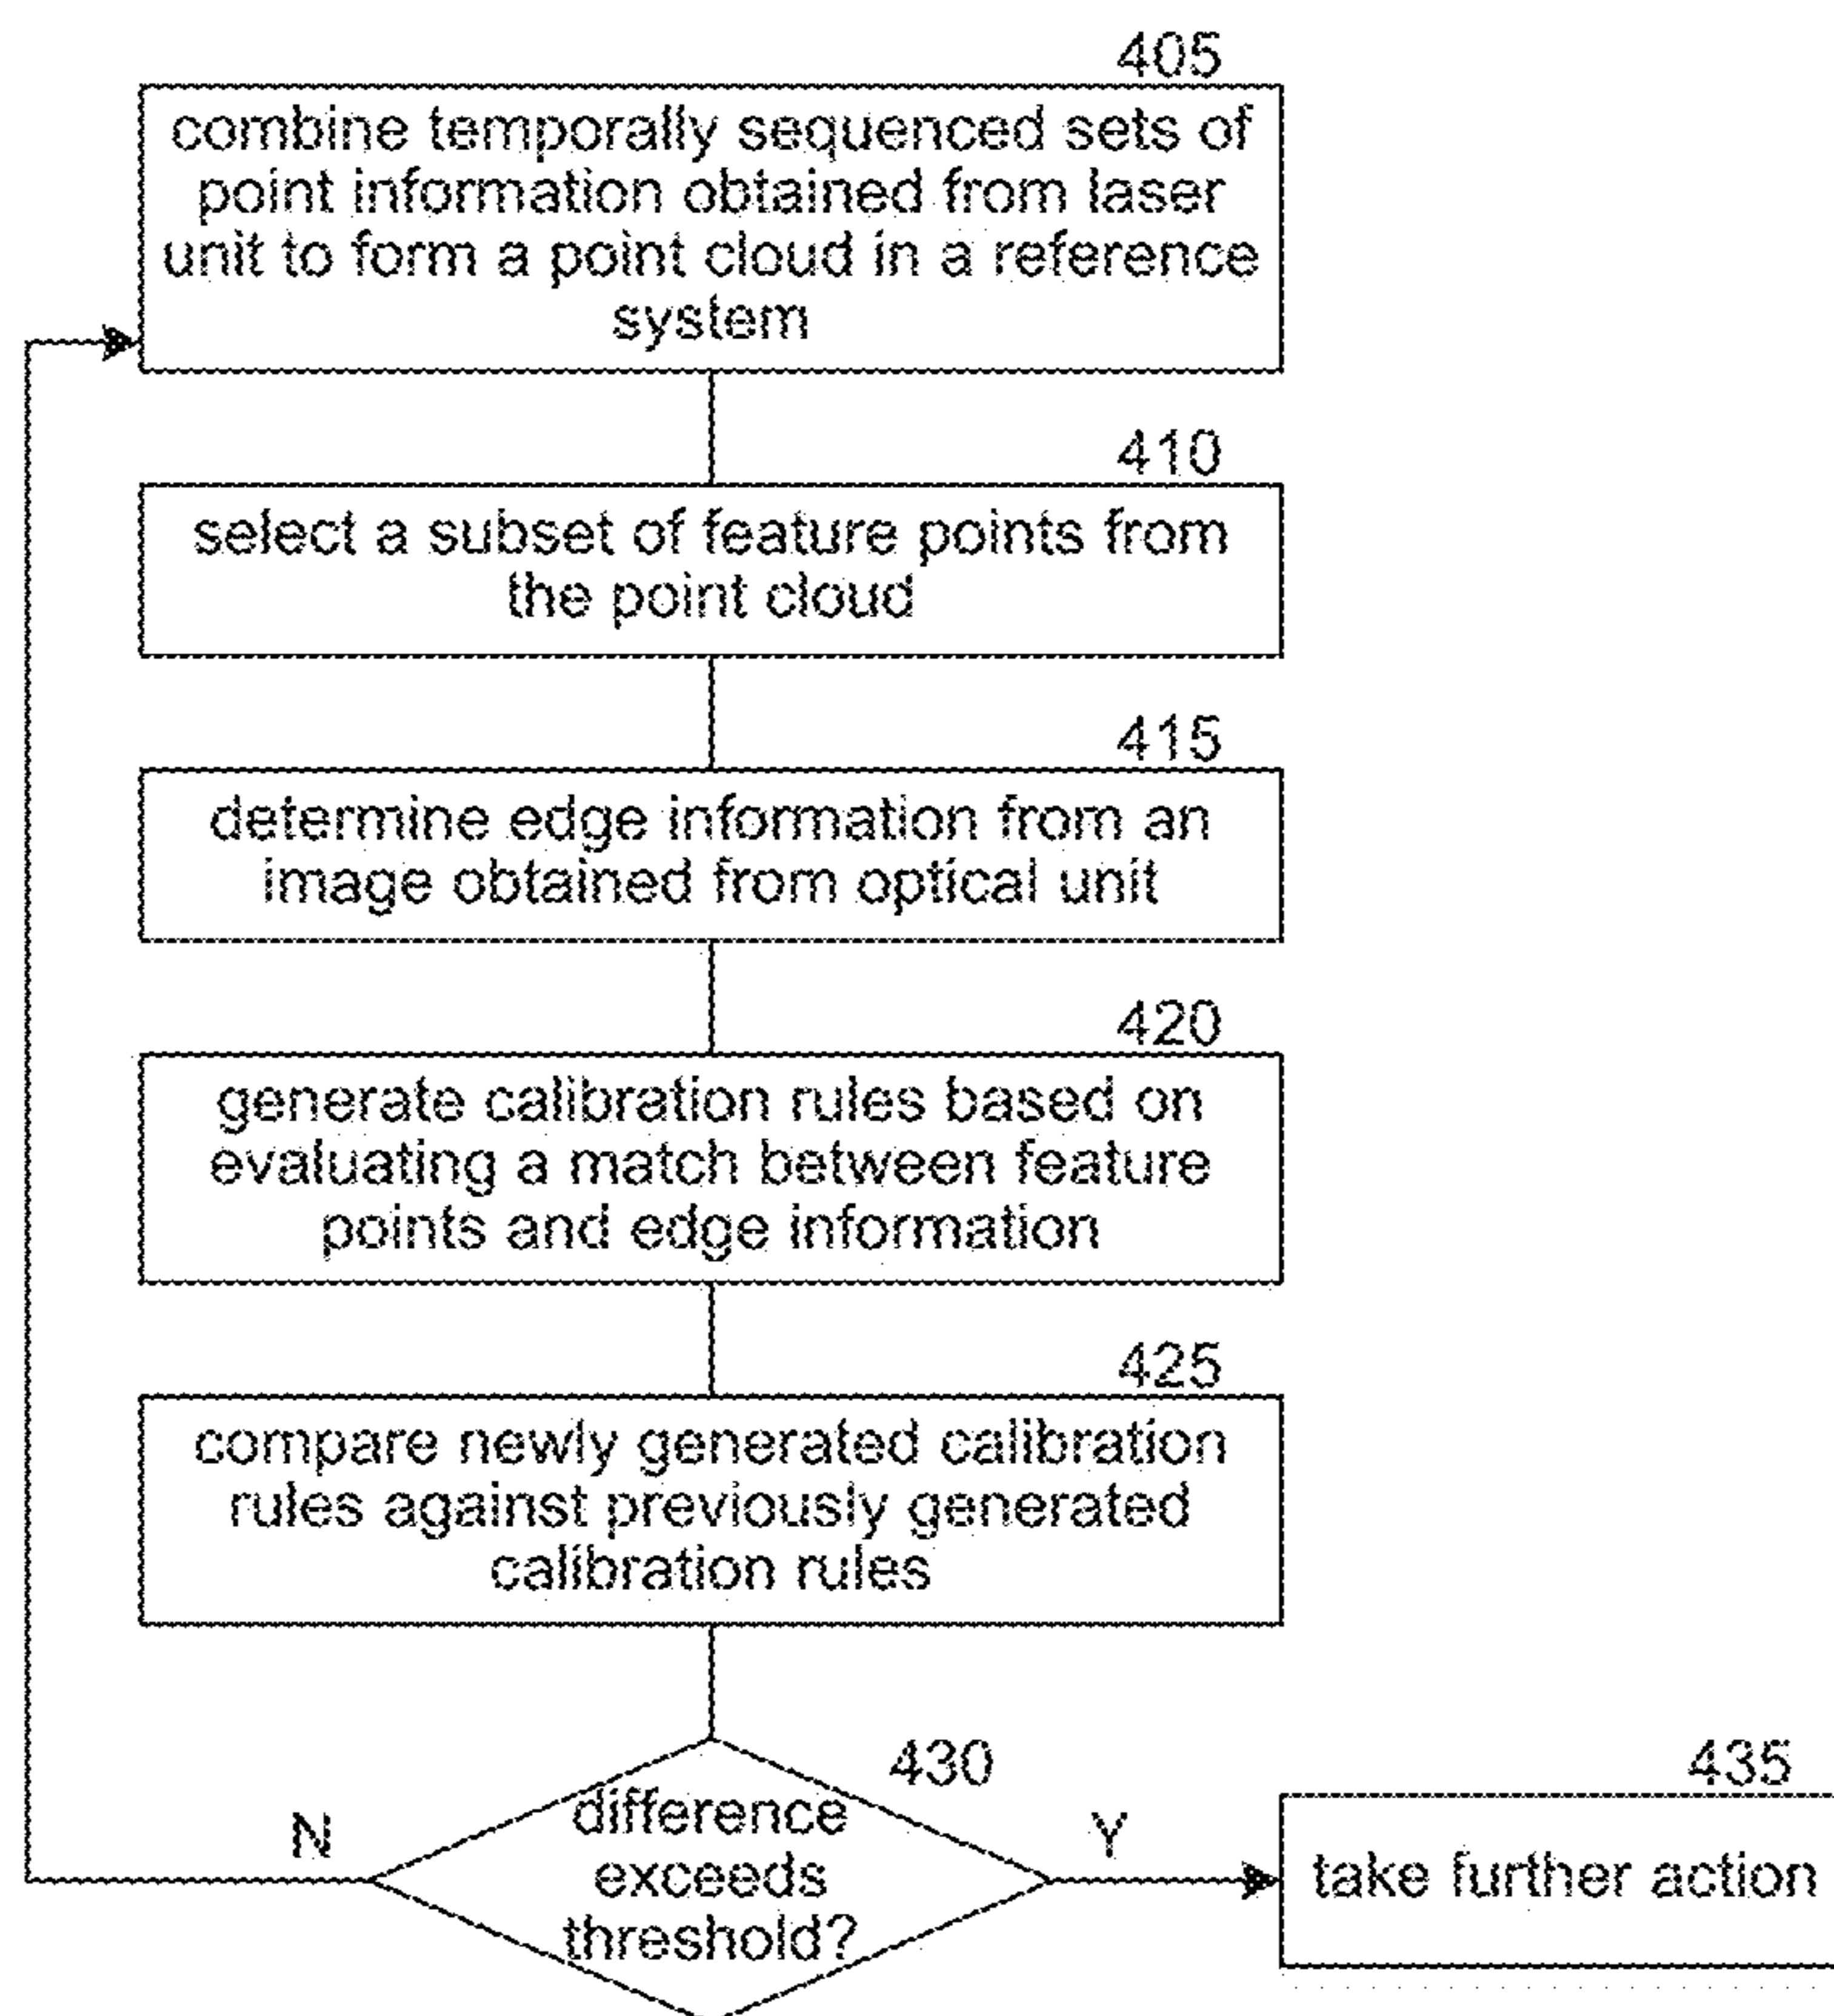 405
combine temporally sequenced sets of
point information obtained from laser
unit to form a point cloud in a reference
system
410
select a subset of feature points from
the point cloud
415
determine edge information from an
image obtained from optical unit
420
generate calibration rules based on
evaluating a match between feature
points and edge information
425
compare newly generated calibration
rules against previously generated
calibration rules
430
difference
exceeds
threshold?
N
Y
435
take further action